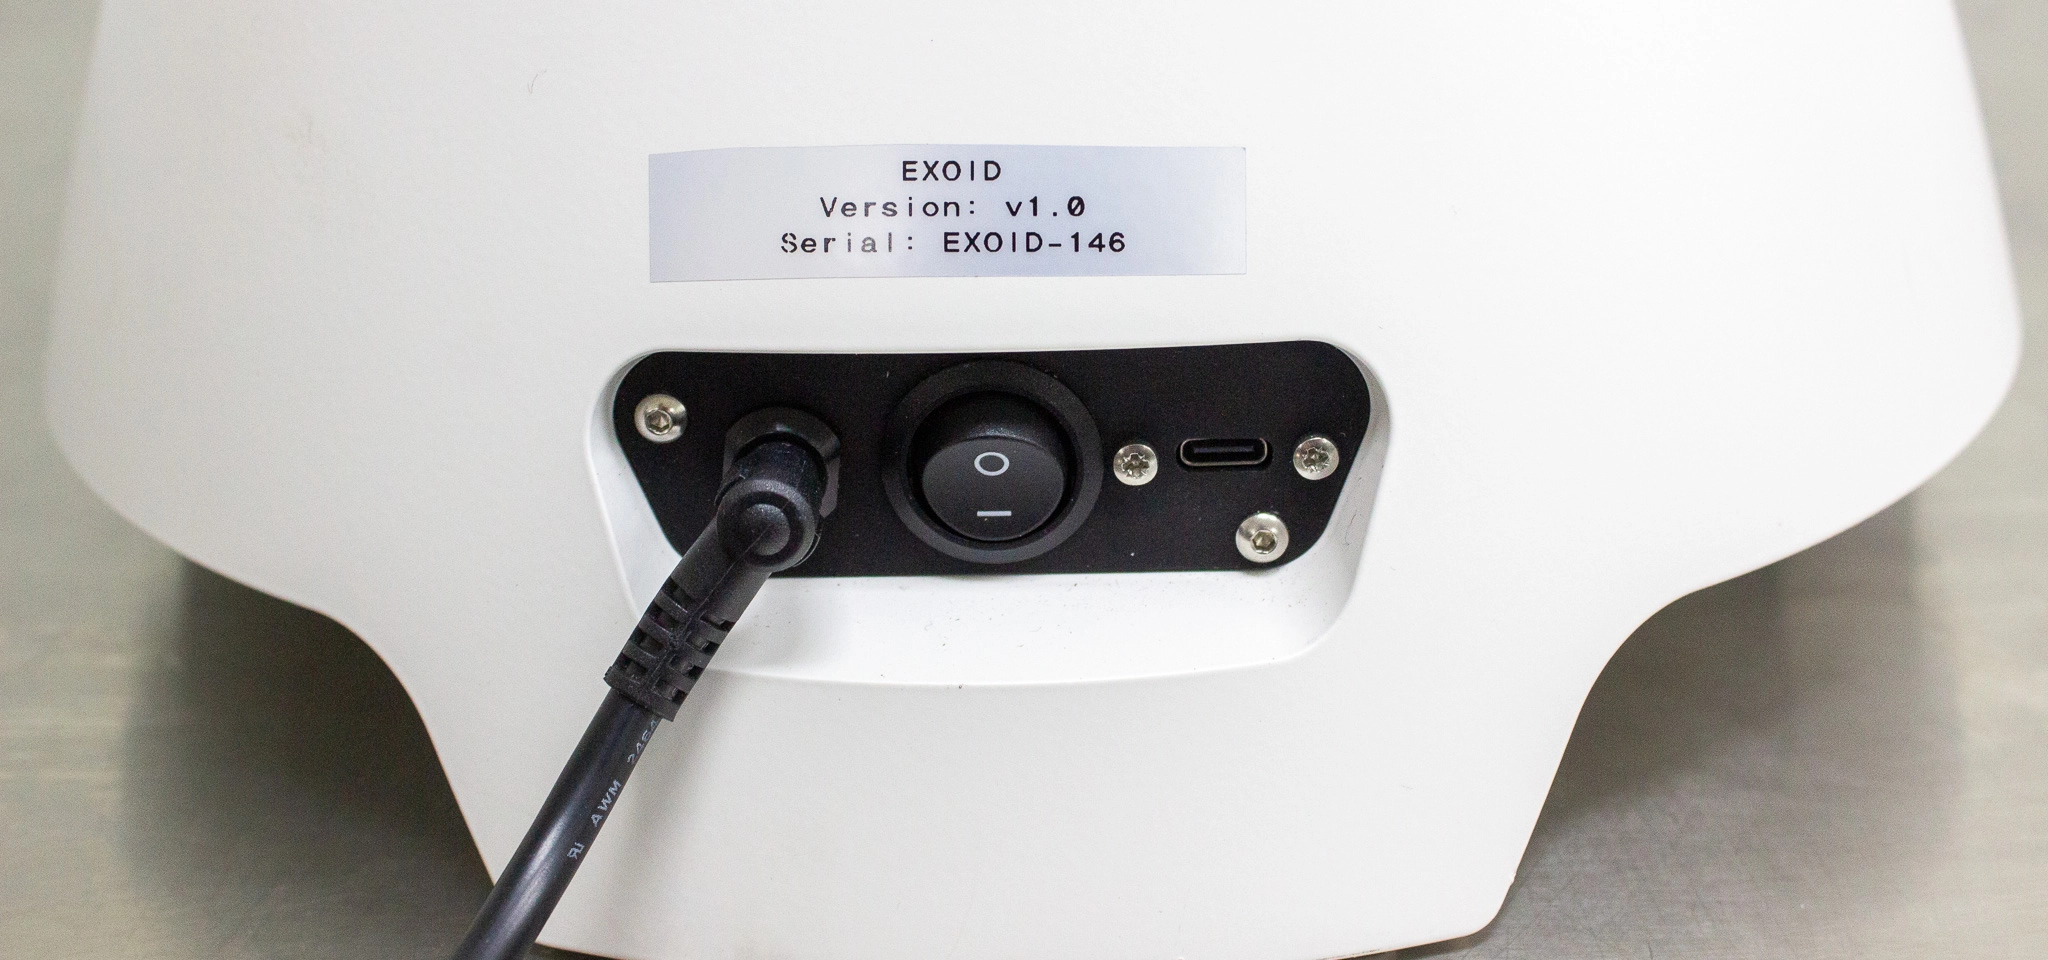 EXOID
Version: v1.0
Serial: EXOID-146
O
I
AWM